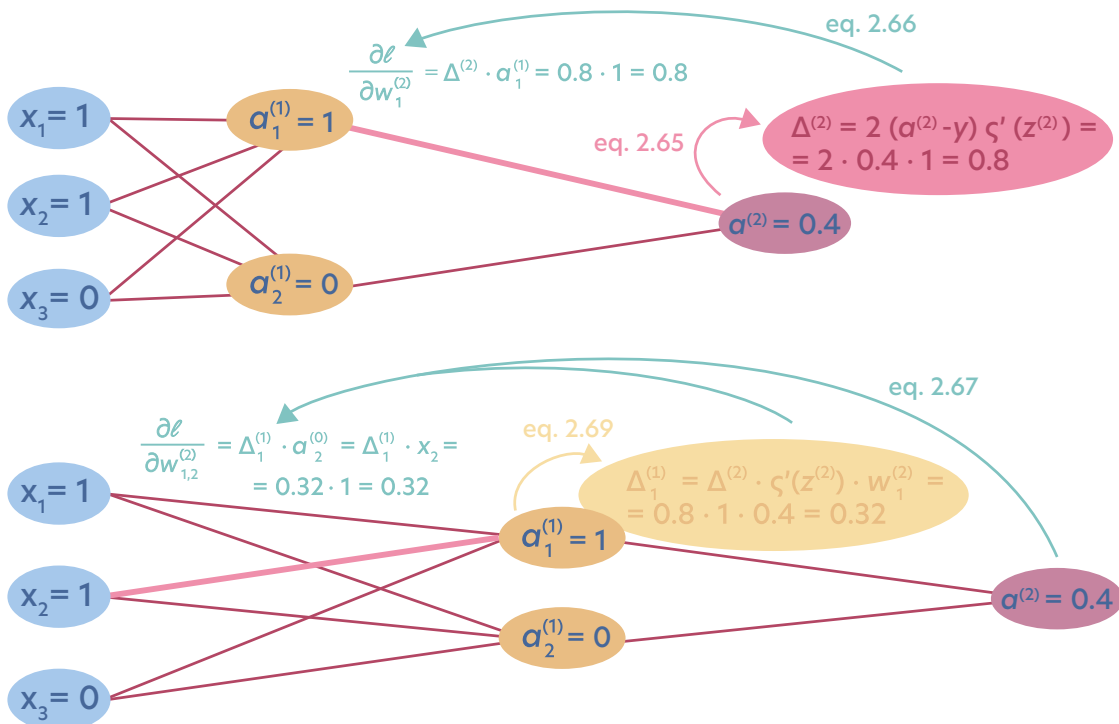 eq. 2.66
∂ℓ/∂w₁⁽²⁾ = Δ⁽²⁾ · a₁⁽¹⁾ = 0.8 · 1 = 0.8
x₁ = 1
a₁⁽¹⁾ = 1
eq. 2.65
Δ⁽²⁾ = 2 (a⁽²⁾ -y) ς′ (z⁽²⁾) =
= 2 · 0.4 · 1 = 0.8
x₂ = 1
a⁽²⁾ = 0.4
x₃ = 0
a₂⁽¹⁾ = 0
eq. 2.67
∂ℓ/∂w₁,₂⁽²⁾ = Δ₁⁽¹⁾ · a₂⁽⁰⁾ = Δ₁⁽¹⁾ · x₂ =
= 0.32 · 1 = 0.32
eq. 2.69
Δ₁⁽¹⁾ = Δ⁽²⁾ · ς′(z⁽²⁾) · w₁⁽²⁾ =
= 0.8 · 1 · 0.4 = 0.32
x₁ = 1
a₁⁽¹⁾ = 1
x₂ = 1
a⁽²⁾ = 0.4
a₂⁽¹⁾ = 0
x₃ = 0